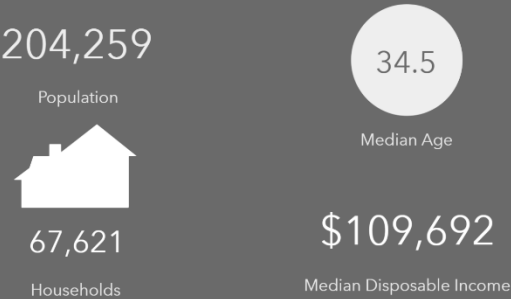 204,259
Population
34.5
Median Age
67,621
Households
$109,692
Median Disposable Income